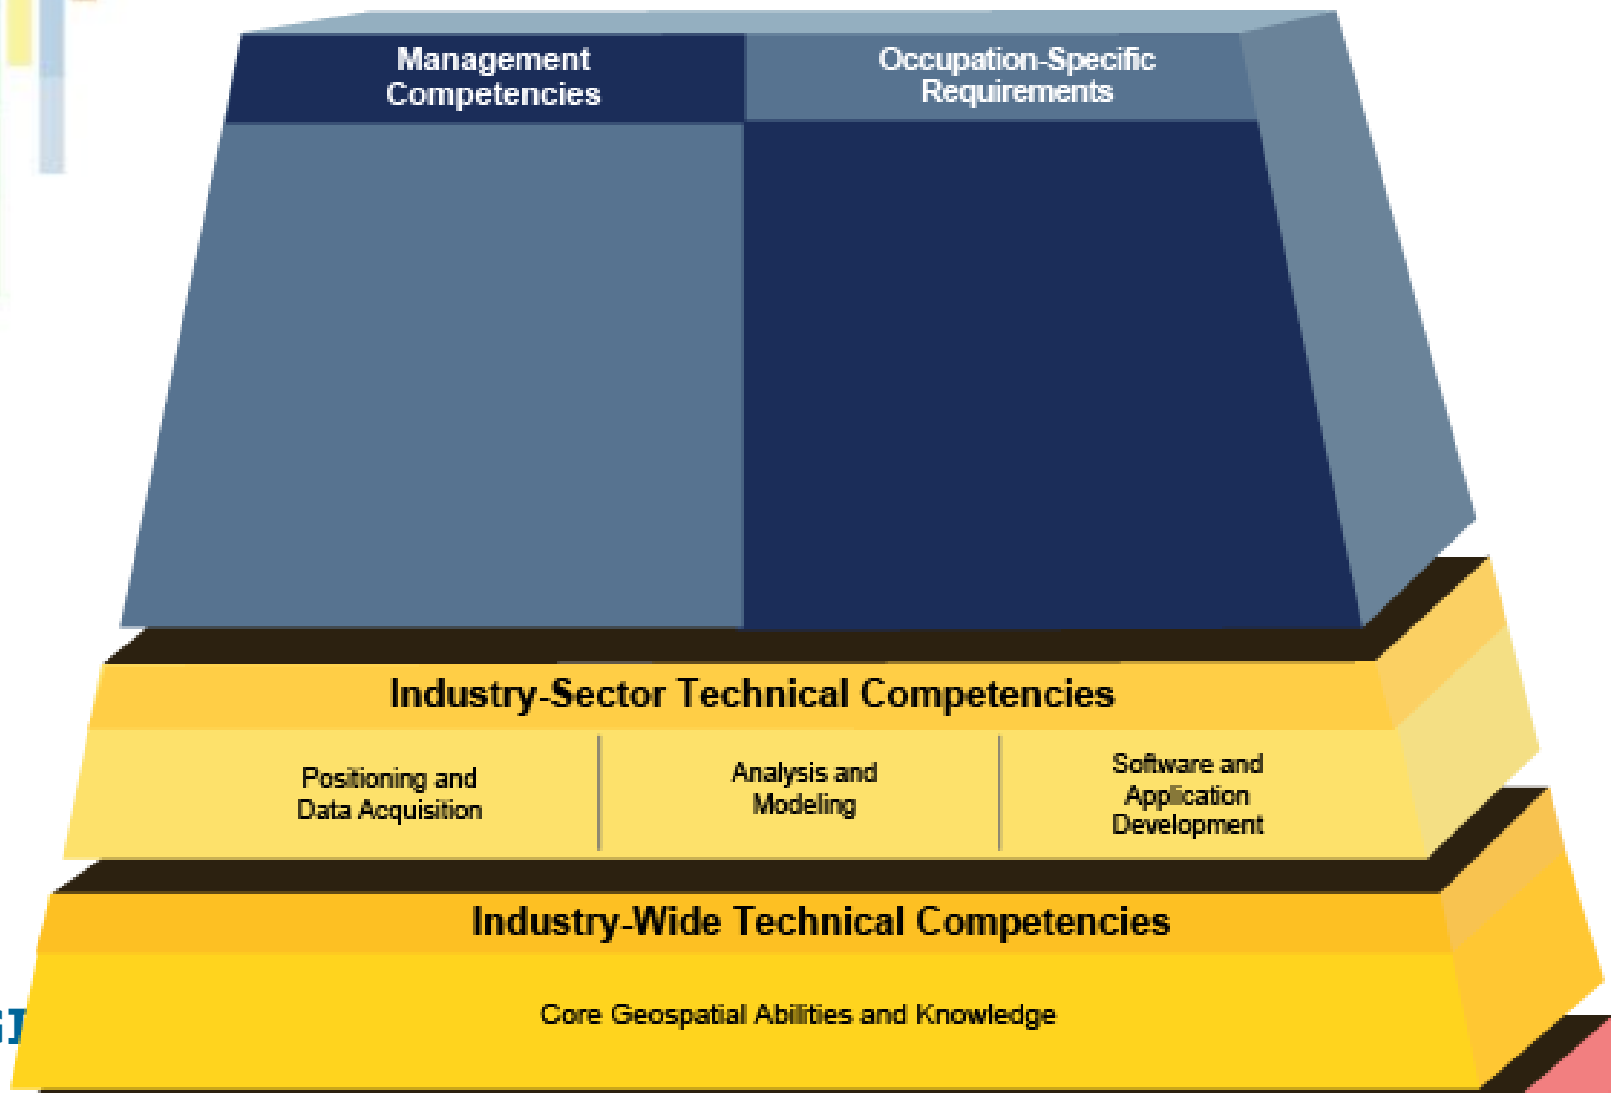 Management
Competencies
Occupation-Specific
Requirements
Industry-Sector Technical Competencies
Positioning and
Data Acquisition
Analysis and
Modeling
Software and
Application
Development
Industry-Wide Technical Competencies
Core Geospatial Abilities and Knowledge